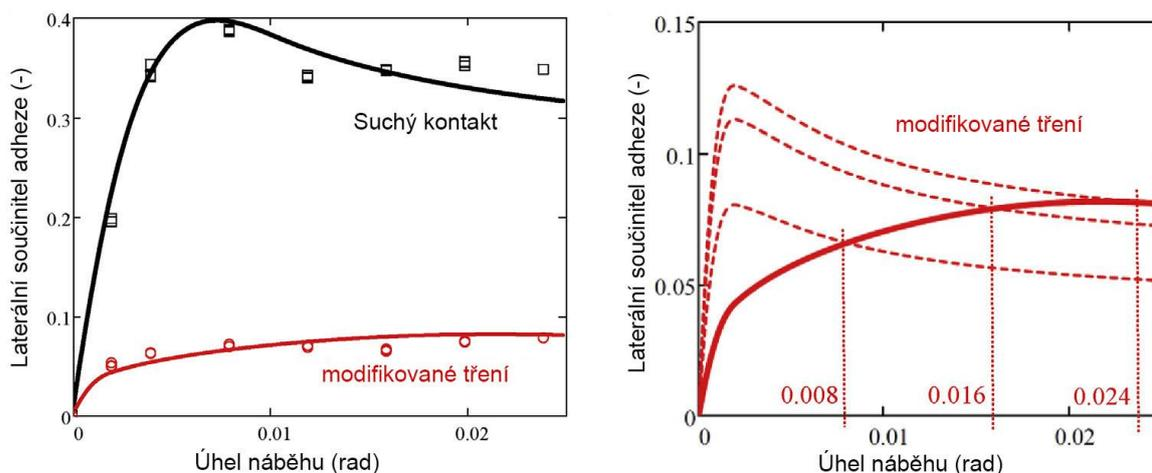 Laterální součinitel adheze (-)
0.4
0.3
0.2
0.1
0
Suchý kontakt
modifikované tření
0
0.01
0.02
Úhel náběhu (rad)
Laterální součinitel adheze (-)
0.15
0.1
0.05
0
modifikované tření
0.008
0.016
0.024
0
0.01
0.02
Úhel náběhu (rad)